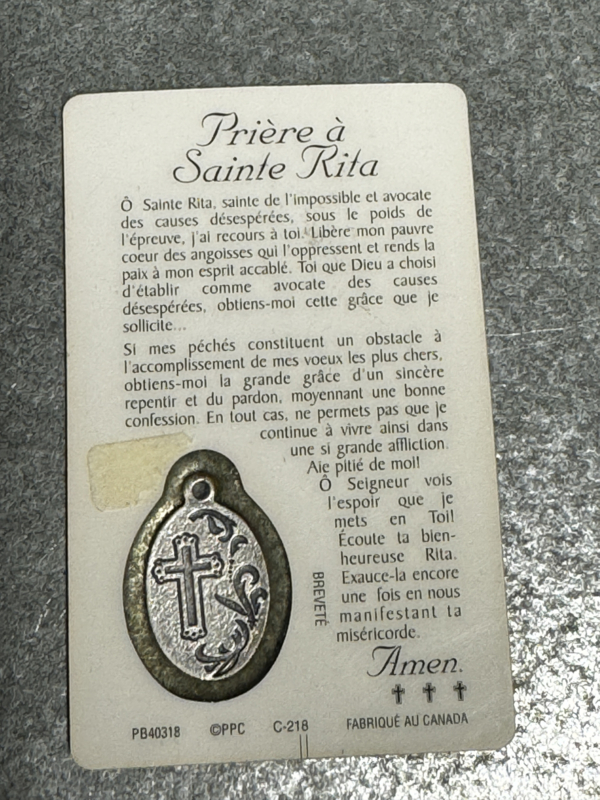 Prière à
Sainte Rita
Ô Sainte Rita, sainte de l'impossible et avocate
des causes désespérées, sous le poids de
l'épreuve, j'ai recours à toi. Libère mon pauvre
coeur des angoisses qui l'oppressent et rends la
paix à mon esprit accablé. Toi que Dieu a choisi
d'établir comme avocate des causes
désespérées, obtiens-moi cette grâce que je
sollicite...
Si mes péchés constituent un obstacle à
l'accomplissement de mes voeux les plus chers,
obtiens-moi la grande grâce d'un sincère
repentir et du pardon, moyennant une bonne
confession. En tout cas, ne permets pas que je
continue à vivre ainsi dans
une si grande affliction.
Aie pitié de moi!
Ô Seigneur vois
l'espoir que je
mets en Toi!
Écoute ta bien-
heureuse Rita.
Exauce-la encore
une fois en nous
manifestant ta
miséricorde.
Amen.
BREVETÉ
PB40318 ©PPC C-218 FABRIQUÉ AU CANADA